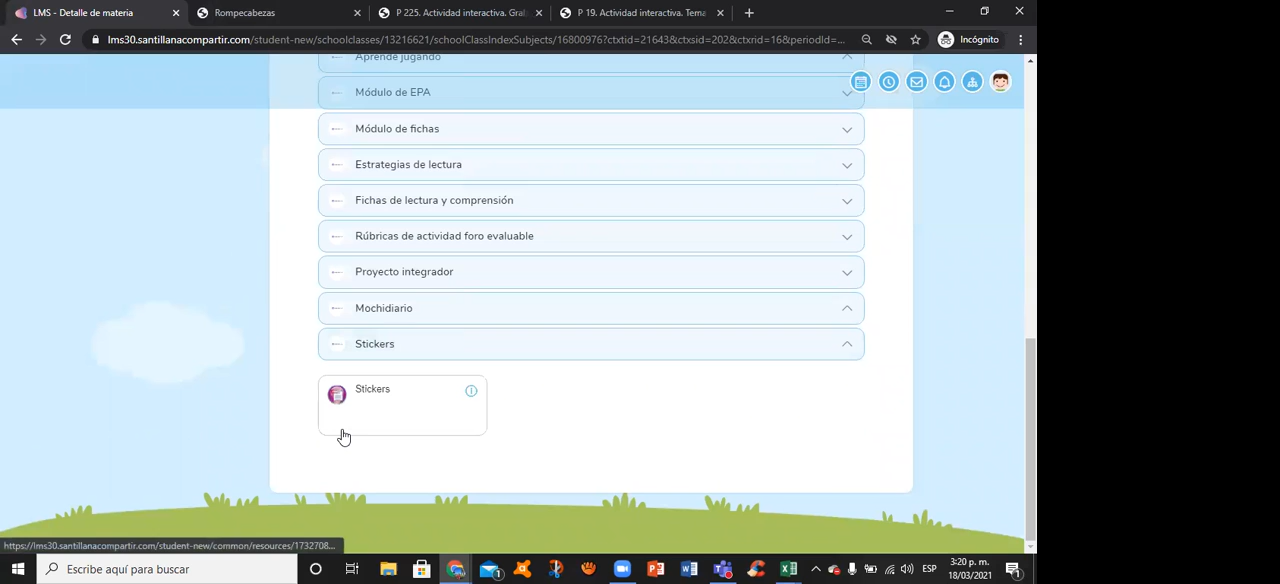 LMS - Detalle de materia
Rompecabezas
P 225. Actividad interactiva. Gral
P 19. Actividad interactiva. Tema
lms30.santillanacompartir.com/student-new/schoolclasses/13216621/schoolClassIndexSubjects/16800976?ctxtid=21643&ctxsid=202&ctxrid=16&periodId=...
Incógnito
Aprende jugando
Módulo de EPA
Módulo de fichas
Estrategias de lectura
Fichas de lectura y comprensión
Rúbricas de actividad foro evaluable
Proyecto integrador
Mochidiario
Stickers
Stickers
https://lms30.santillanacompartir.com/student-new/common/resources/1732708...
Escribe aquí para buscar
1
ESP
3:20 p. m.
18/03/2021
1